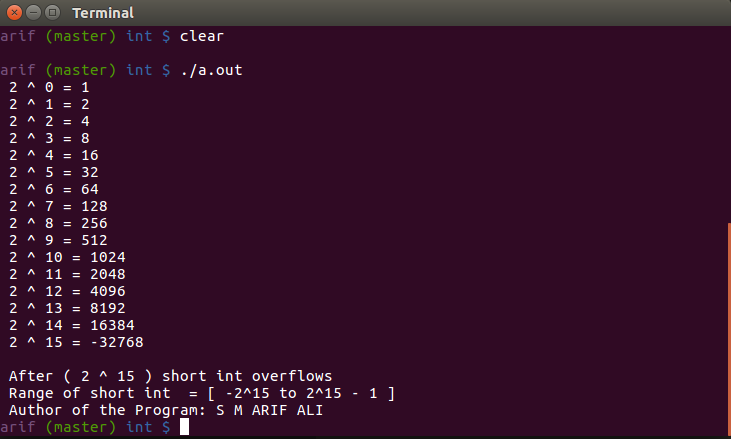 Terminal
arif (master) int $ clear
arif (master) int $ ./a.out
2 ^ 0 = 1
2 ^ 1 = 2
2 ^ 2 = 4
2 ^ 3 = 8
2 ^ 4 = 16
2 ^ 5 = 32
2 ^ 6 = 64
2 ^ 7 = 128
2 ^ 8 = 256
2 ^ 9 = 512
2 ^ 10 = 1024
2 ^ 11 = 2048
2 ^ 12 = 4096
2 ^ 13 = 8192
2 ^ 14 = 16384
2 ^ 15 = -32768
After ( 2 ^ 15 ) short int overflows
Range of short int  = [ -2^15 to 2^15 - 1 ]
Author of the Program: S M ARIF ALI
arif (master) int $